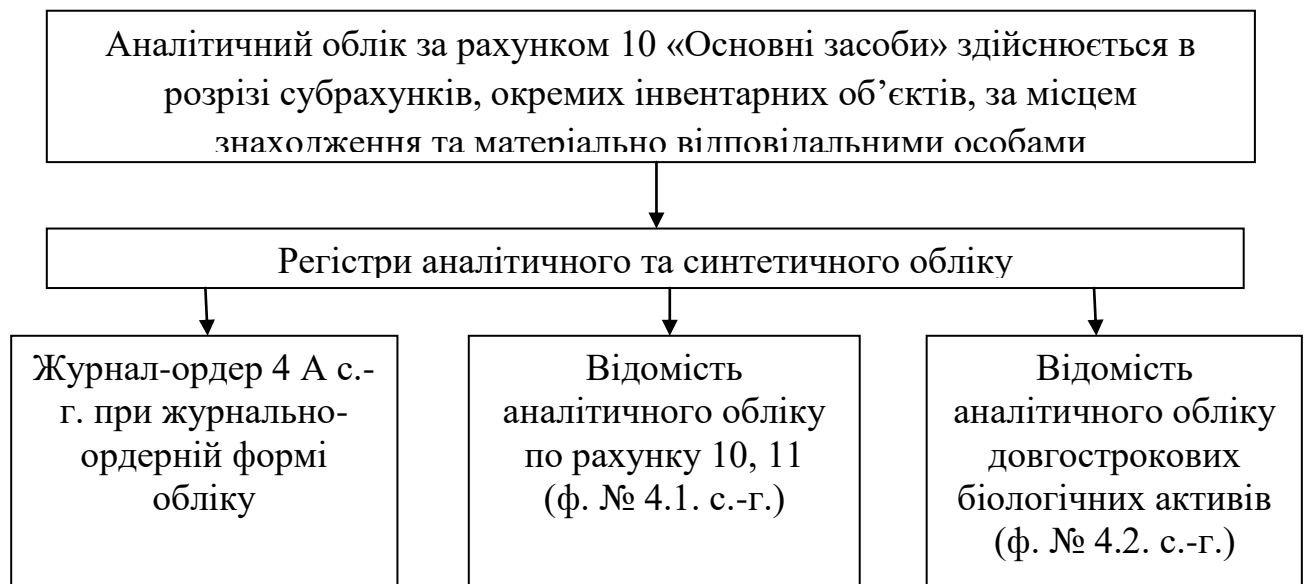 Аналітичний облік за рахунком 10 «Основні засоби» здійснюється в
розрізі субрахунків, окремих інвентарних об’єктів, за місцем
знаходження та матеріально відповідальними особами
Регістри аналітичного та синтетичного обліку
Журнал-ордер 4 А с.-
г. при журнально-
ордерній формі
обліку
Відомість
аналітичного обліку
по рахунку 10, 11
(ф. № 4.1. с.-г.)
Відомість
аналітичного обліку
довгострокових
біологічних активів
(ф. № 4.2. с.-г.)